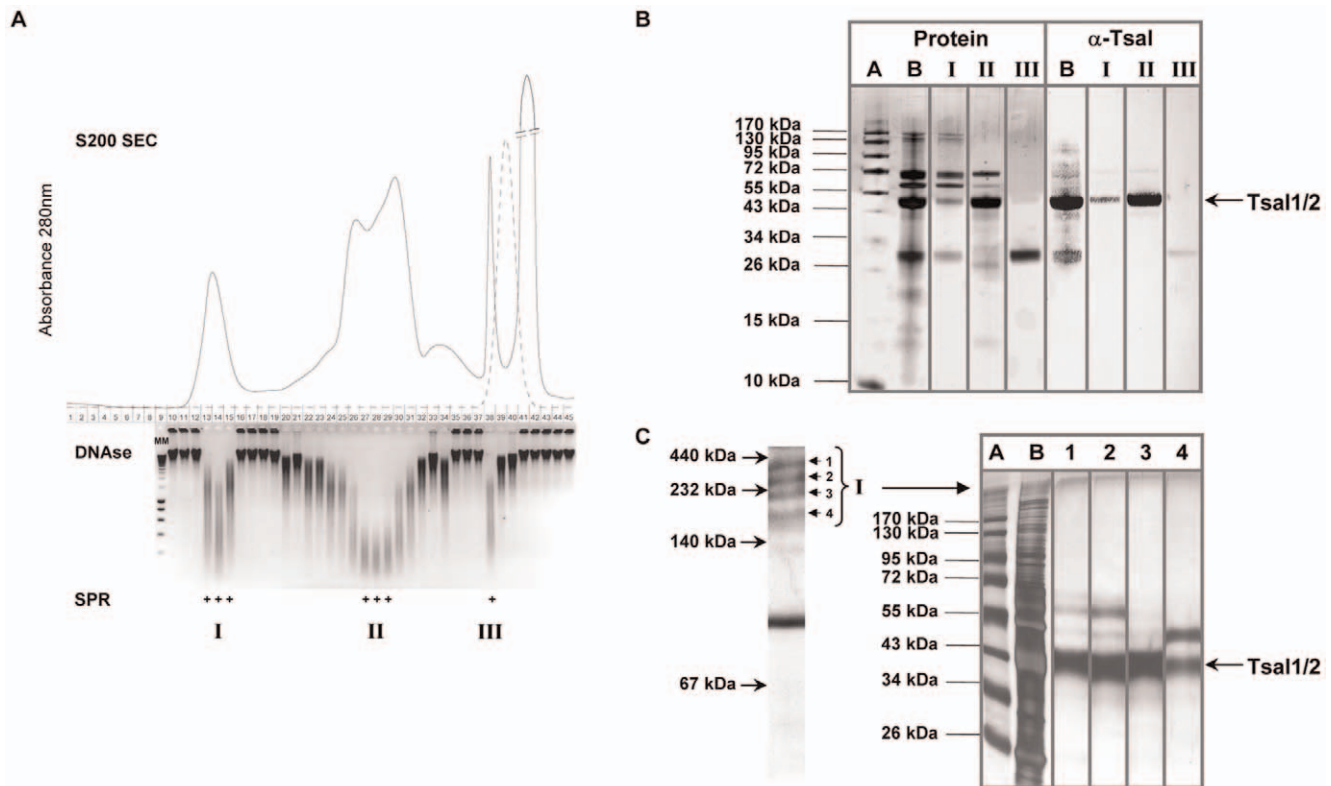 A
S200 SEC
Absorbance 280nm
1 2 3 4 5 6 7 8 9 10 11 12 13 14 15 16 17 18 19 20 21 22 23 24 25 26 27 28 29 30 31 32 33 34 35 36 37 38 39 40 41 42 43 44 45
DNAse
MM
SPR
+ + +
+ + +
+
I
II
III
B
Protein
α-Tsal
A B I II III
B I II III
170 kDa
130 kDa
95 kDa
72 kDa
55 kDa
43 kDa
34 kDa
26 kDa
15 kDa
10 kDa
Tsal1/2
C
440 kDa
232 kDa
140 kDa
67 kDa
1
2
3
4
I
A B 1 2 3 4
170 kDa
130 kDa
95 kDa
72 kDa
55 kDa
43 kDa
34 kDa
26 kDa
Tsal1/2